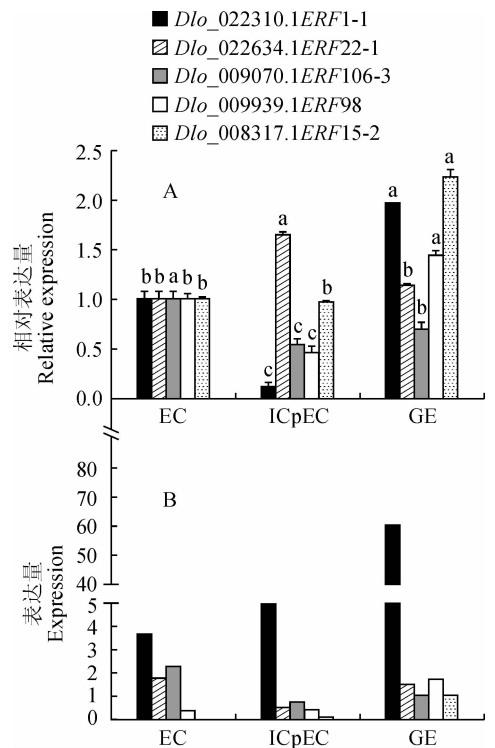 Dlo_022310.1ERF1-1
Dlo_022634.1ERF22-1
Dlo_009070.1ERF106-3
Dlo_009939.1ERF98
Dlo_008317.1ERF15-2
相对表达量
Relative expression
2.5
2.0
1.5
1.0
0.5
0.0
A
b b a b b
c a c c b
a b b a a
EC ICpEC GE
表达量
Expression
80
70
60
50
40
5
4
3
2
1
0
B
EC ICpEC GE